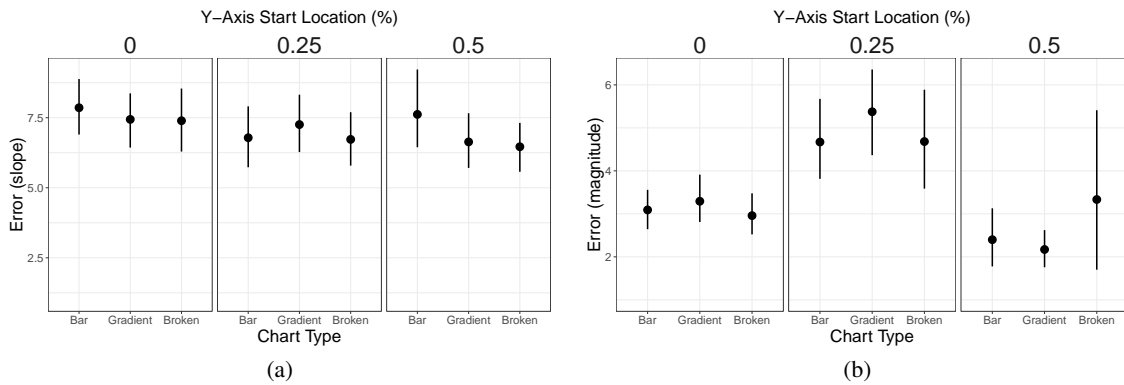 Y−Axis Start Location (%)
0 0.25 0.5
7.5
5.0
2.5
Error (slope)
Bar Gradient Broken Bar Gradient Broken Bar Gradient Broken
Chart Type
(a)
Y−Axis Start Location (%)
0 0.25 0.5
6
4
2
Error (magnitude)
Bar Gradient Broken Bar Gradient Broken Bar Gradient Broken
Chart Type
(b)